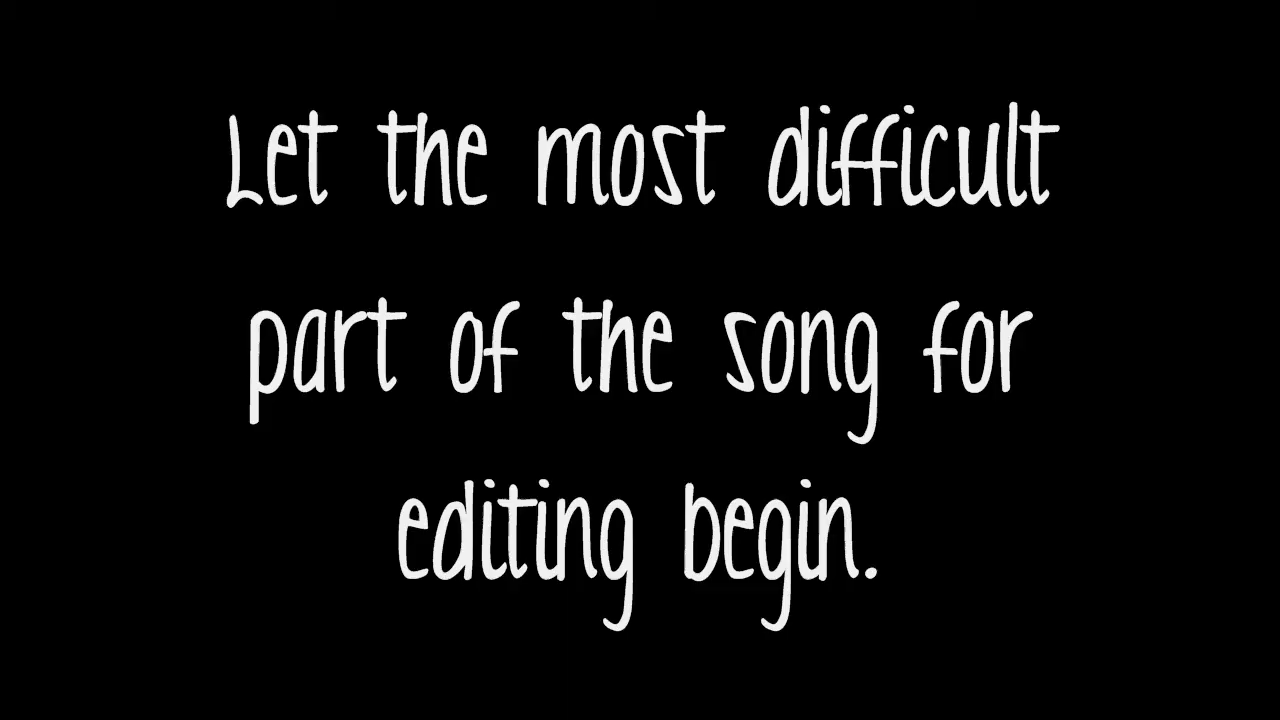 Let the most difficult
part of the song for
editing begin.